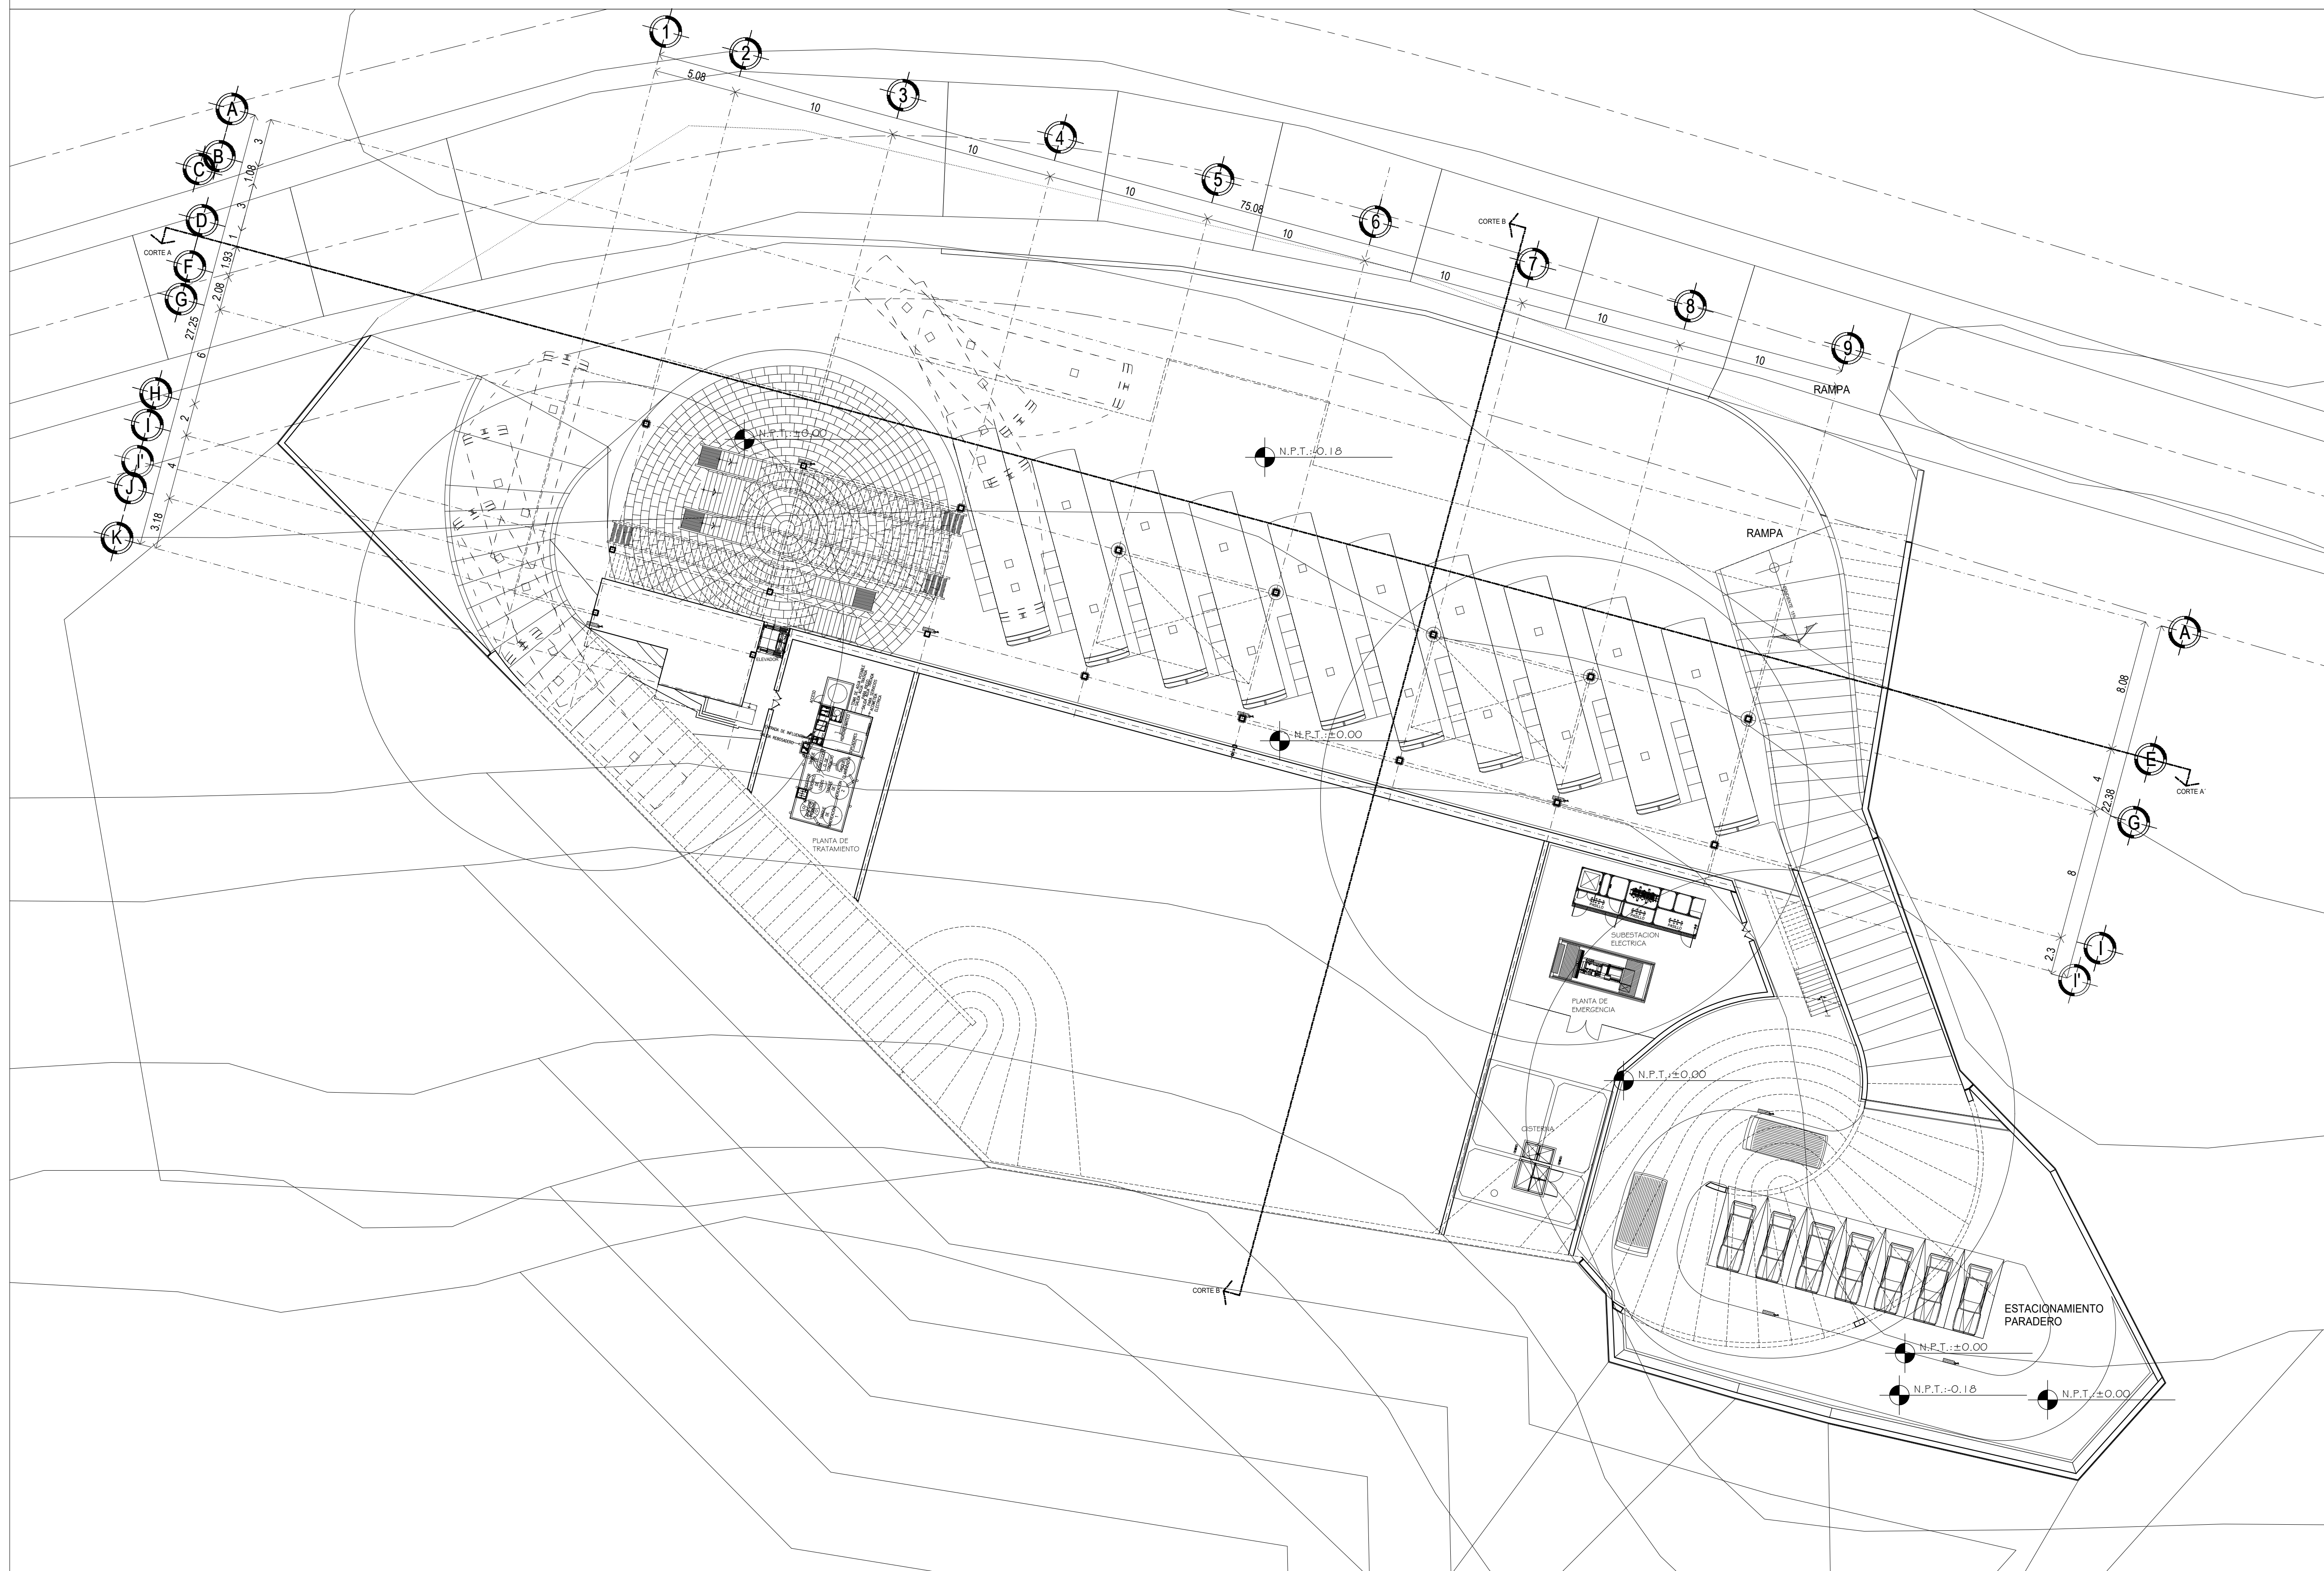 1
2
3
4
5
6
7
8
9
5.08
10
10
10
10
10
10
10
75.08
A
B
C
D
F
G
H
I
I'
J
K
3
1.08
3
1
1.93
2.08
27.25
6
2
4
3.18
CORTE A
CORTE B
RAMPA
RAMPA
N.P.T.:±0.00
N.P.T.:-0.18
N.P.T.:±0.00
ELEVADOR
PLANTA DE
TRATAMIENTO
A
E
G
I
I'
8.08
4
22.38
8
2.3
CORTE A'
SUBESTACION
ELECTRICA
PLANTA DE
EMERGENCIA
N.P.T.:±0.00
CISTERNA
CORTE B'
ESTACIONAMIENTO
PARADERO
N.P.T.:±0.00
N.P.T.:-0.18
N.P.T.:±0.00